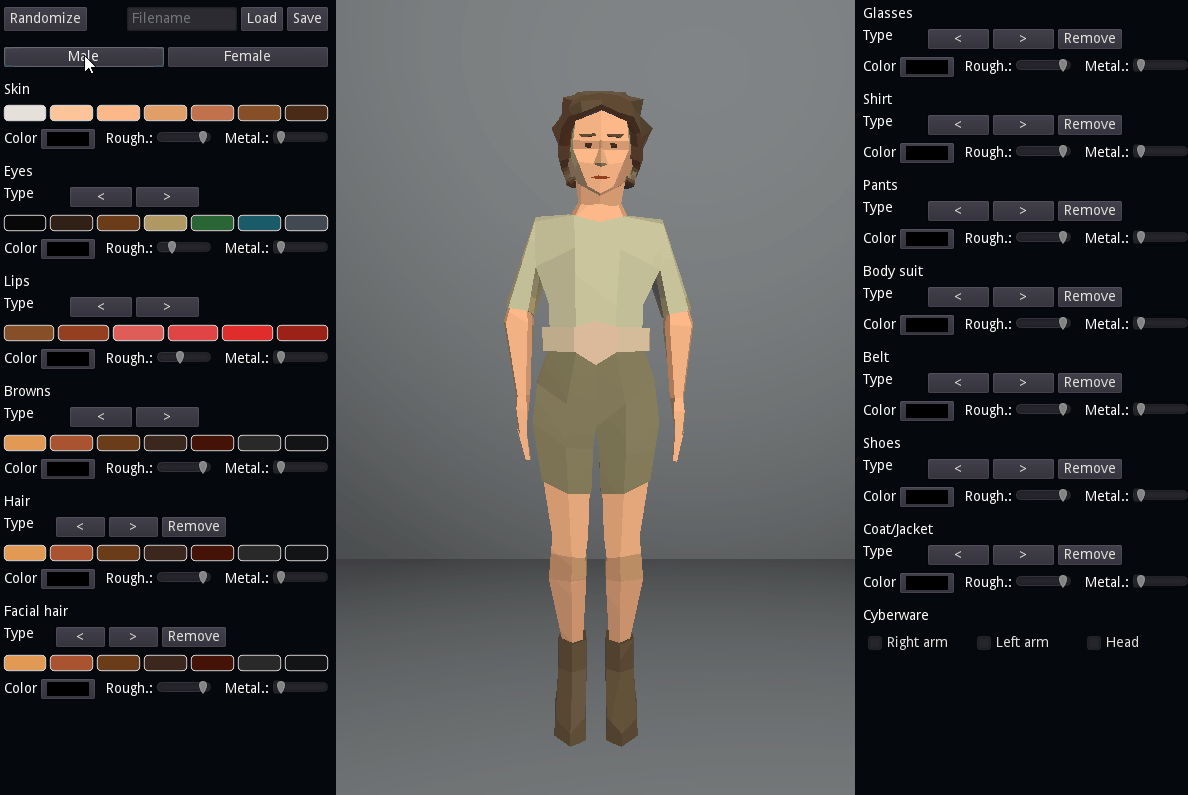 Randomize Filename Load Save
Male Female
Skin
Color Rough.: Metal.:
Eyes
Type < >
Color Rough.: Metal.:
Lips
Type < >
Color Rough.: Metal.:
Browns
Type < >
Color Rough.: Metal.:
Hair
Type < > Remove
Color Rough.: Metal.:
Facial hair
Type < > Remove
Color Rough.: Metal.:
Glasses
Type < > Remove
Color Rough.: Metal.:
Shirt
Type < > Remove
Color Rough.: Metal.:
Pants
Type < > Remove
Color Rough.: Metal.:
Body suit
Type < > Remove
Color Rough.: Metal.:
Belt
Type < > Remove
Color Rough.: Metal.:
Shoes
Type < > Remove
Color Rough.: Metal.:
Coat/Jacket
Type < > Remove
Color Rough.: Metal.:
Cyberware
Right arm Left arm Head